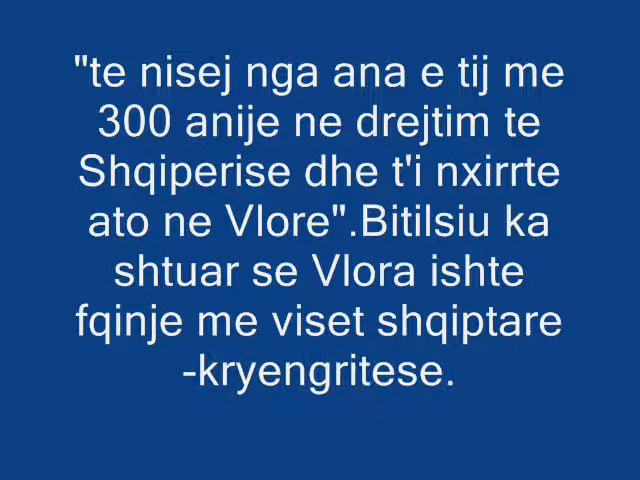 "te nisej nga ana e tij me
300 anije ne drejtim te
Shqiperise dhe t'i nxirrte
ato ne Vlore".Bitilsiu ka
shtuar se Vlora ishte
fqinje me viset shqiptare
-kryengritese.